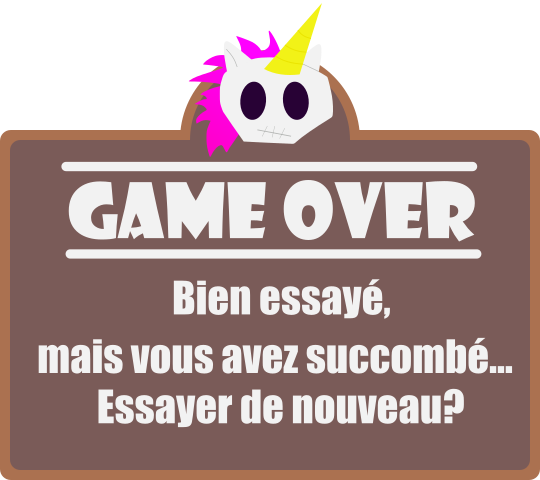 GAME OVER
Bien essayé,
mais vous avez succombé...
Essayer de nouveau?